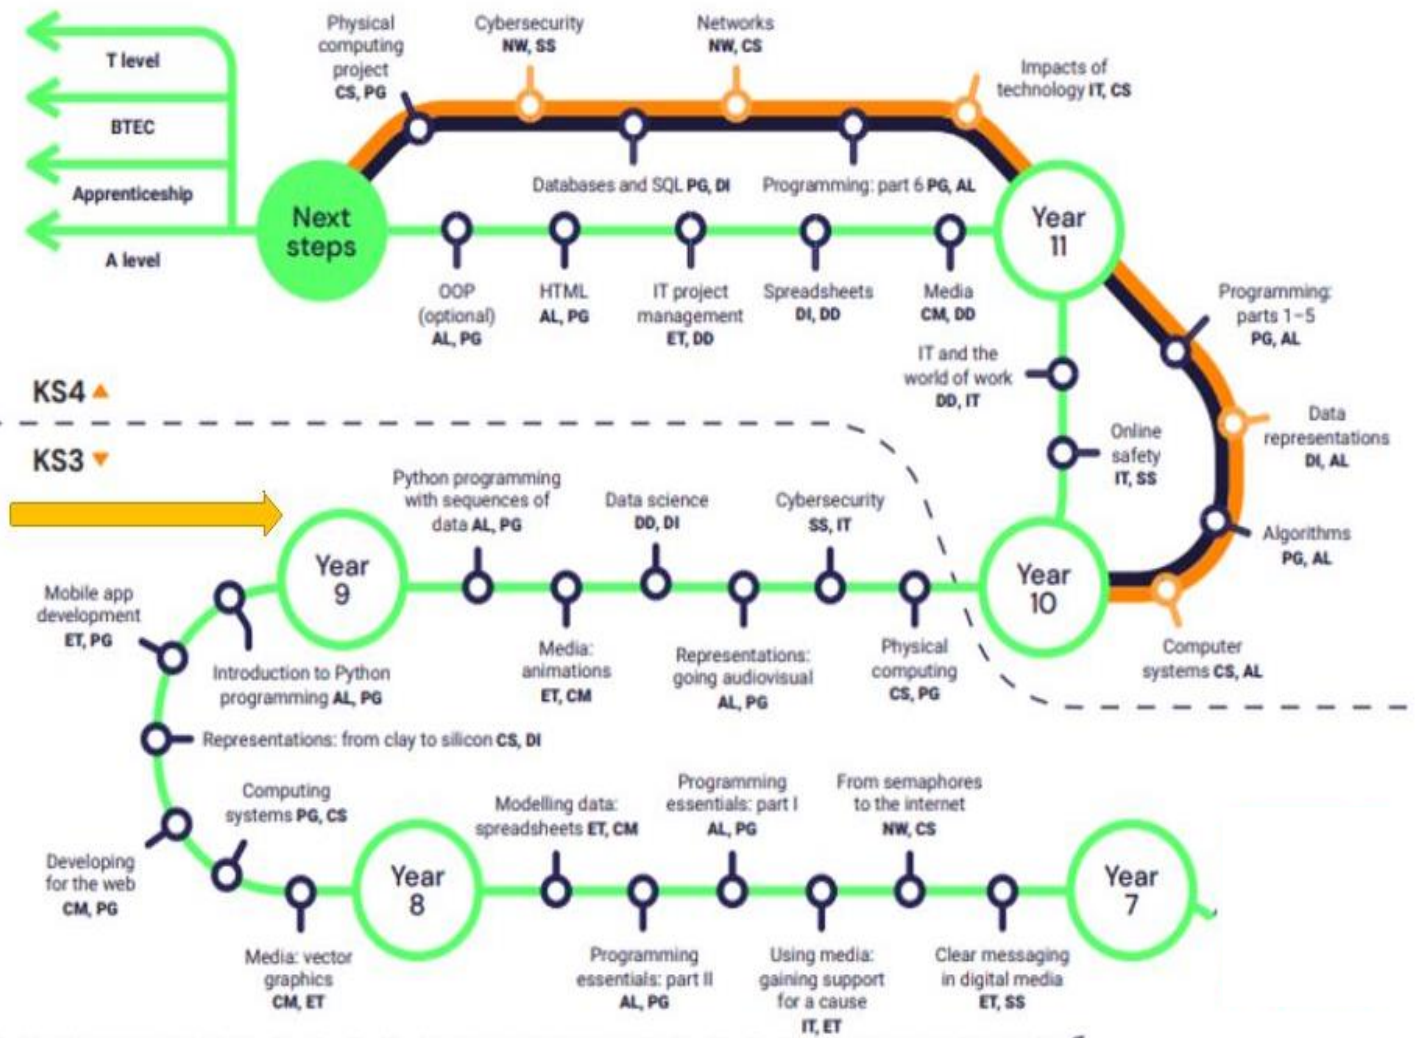 Physical
computing
project
CS, PG
Cybersecurity
NW, SS
Networks
NW, CS
Impacts of
technology IT, CS
T level
BTEC
Apprenticeship
A level
Databases and SQL PG, DI
Programming: part 6 PG, AL
Next
steps
Year
11
OOP
(optional)
AL, PG
HTML
AL, PG
IT project
management
ET, DD
Spreadsheets
DI, DD
Media
CM, DD
Programming:
parts 1–5
PG, AL
IT and the
world of work
DD, IT
Data
representations
DI, AL
Online
safety
IT, SS
Algorithms
PG, AL
Computer
systems CS, AL
KS4
KS3
Year
10
Year
9
Python programming
with sequences of
data AL, PG
Data science
DD, DI
Cybersecurity
SS, IT
Media:
animations
ET, CM
Representations:
going audiovisual
AL, PG
Physical
computing
CS, PG
Mobile app
development
ET, PG
Introduction to Python
programming AL, PG
Representations: from clay to silicon CS, DI
Computing
systems PG, CS
Developing
for the web
CM, PG
Media: vector
graphics
CM, ET
Year
8
Modelling data:
spreadsheets ET, CM
Programming
essentials: part I
AL, PG
From semaphores
to the internet
NW, CS
Programming
essentials: part II
AL, PG
Using media:
gaining support
for a cause
IT, ET
Clear messaging
in digital media
ET, SS
Year
7